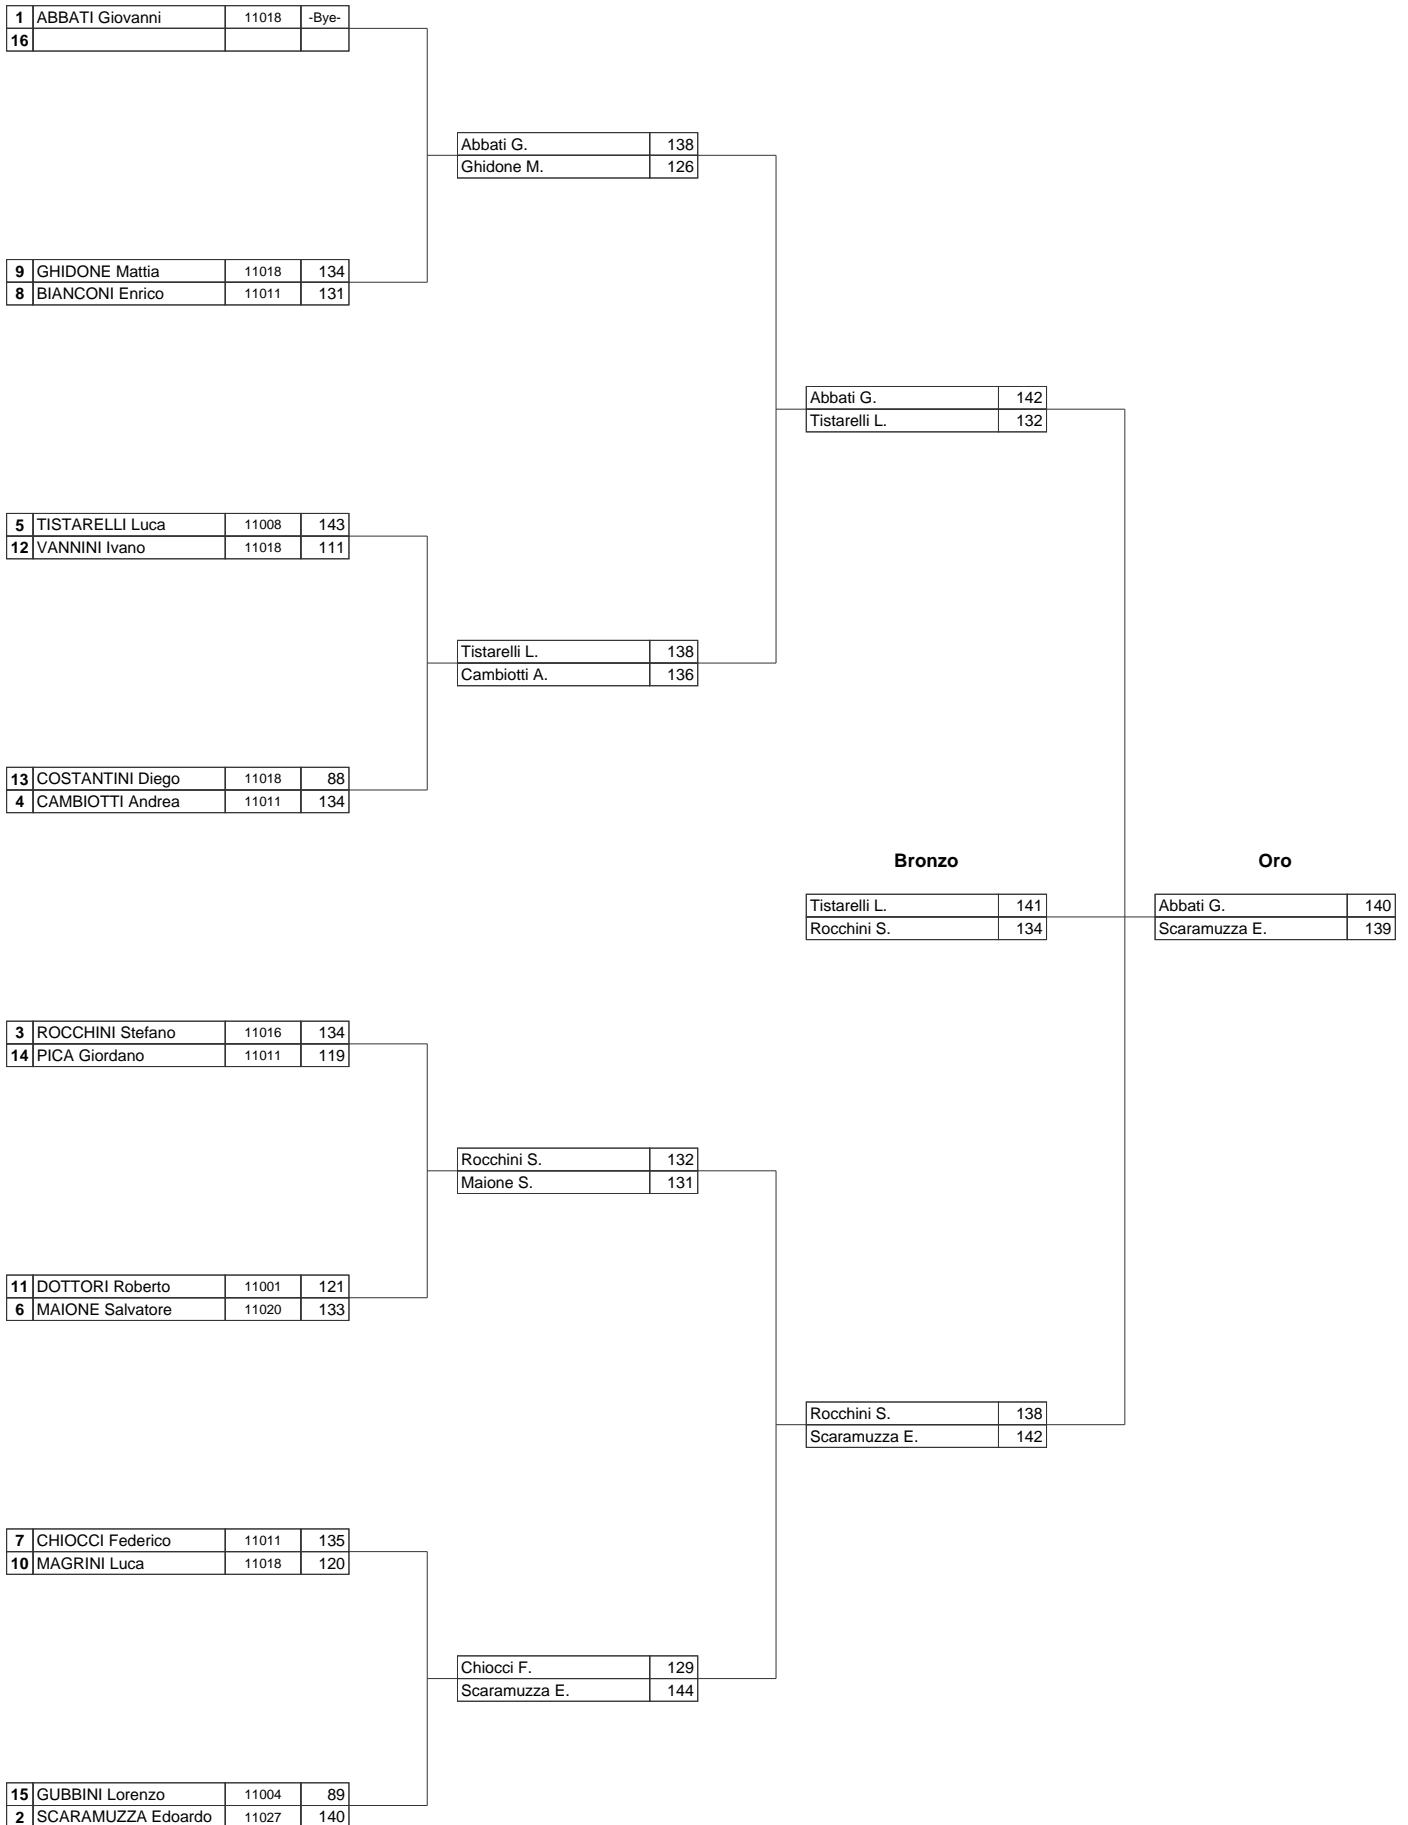 1 ABBATI Giovanni 11018 -Bye-
16
Abbati G. 138
Ghidone M. 126
9 GHIDONE Mattia 11018 134
8 BIANCONI Enrico 11011 131
Abbati G. 142
Tistarelli L. 132
5 TISTARELLI Luca 11008 143
12 VANNINI Ivano 11018 111
Tistarelli L. 138
Cambiotti A. 136
13 COSTANTINI Diego 11018 88
4 CAMBIOTTI Andrea 11011 134
Bronzo Oro
Tistarelli L. 141 Abbati G. 140
Rocchini S. 134 Scaramuzza E. 139
3 ROCCHINI Stefano 11016 134
14 PICA Giordano 11011 119
Rocchini S. 132
Maione S. 131
11 DOTTORI Roberto 11001 121
6 MAIONE Salvatore 11020 133
Rocchini S. 138
Scaramuzza E. 142
7 CHIOCCI Federico 11011 135
10 MAGRINI Luca 11018 120
Chiocci F. 129
Scaramuzza E. 144
15 GUBBINI Lorenzo 11004 89
2 SCARAMUZZA Edoardo 11027 140